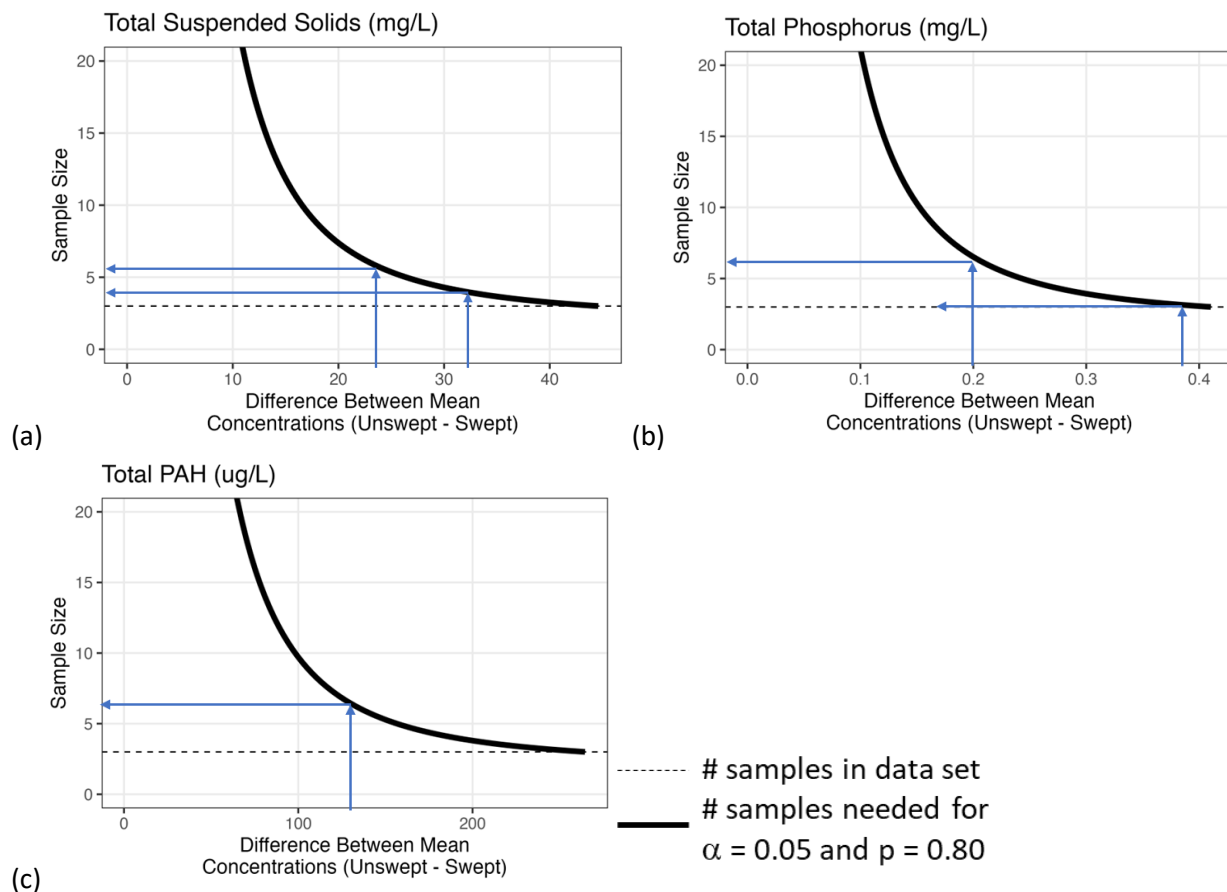 Total Suspended Solids (mg/L)
20
15
10
5
0
Sample Size
0 10 20 30 40
Difference Between Mean
Concentrations (Unswept - Swept)
(a)
Total Phosphorus (mg/L)
20
15
10
5
0
Sample Size
0.0 0.1 0.2 0.3 0.4
Difference Between Mean
Concentrations (Unswept - Swept)
(b)
Total PAH (ug/L)
20
15
10
5
0
Sample Size
0 100 200
Difference Between Mean
Concentrations (Unswept - Swept)
(c)
# samples in data set
# samples needed for
α = 0.05 and p = 0.80